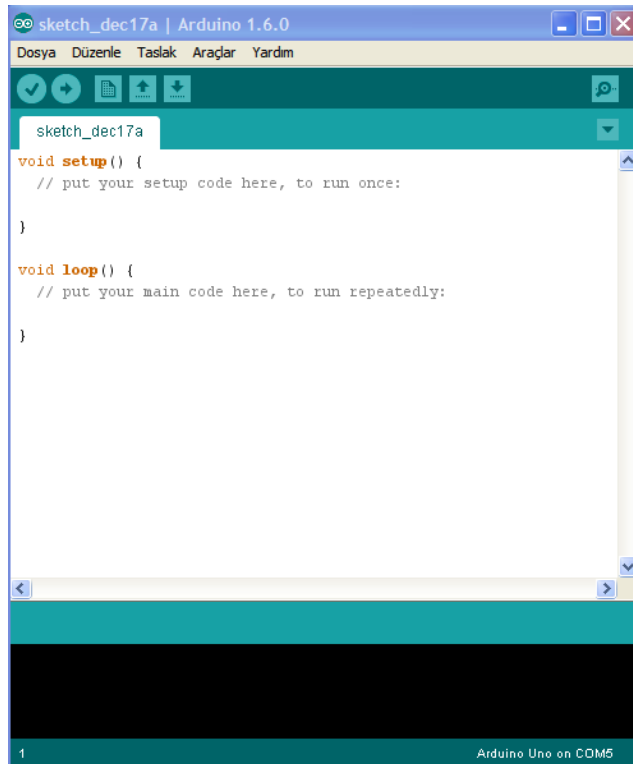 sketch_dec17a | Arduino 1.6.0
Dosya Düzenle Taslak Araçlar Yardım
sketch_dec17a
void setup() {
// put your setup code here, to run once:
}
void loop() {
// put your main code here, to run repeatedly:
}
1 Arduino Uno on COM5